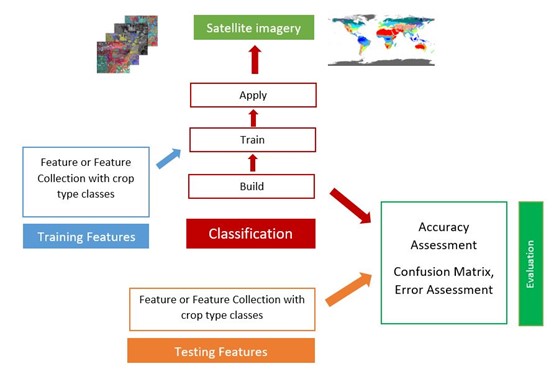 Satellite imagery
Apply
Train
Build
Classification
Feature or Feature
Collection with crop
type classes
Training Features
Accuracy
Assessment
Confusion Matrix,
Error Assessment
Evaluation
Feature or Feature Collection with
crop type classes
Testing Features